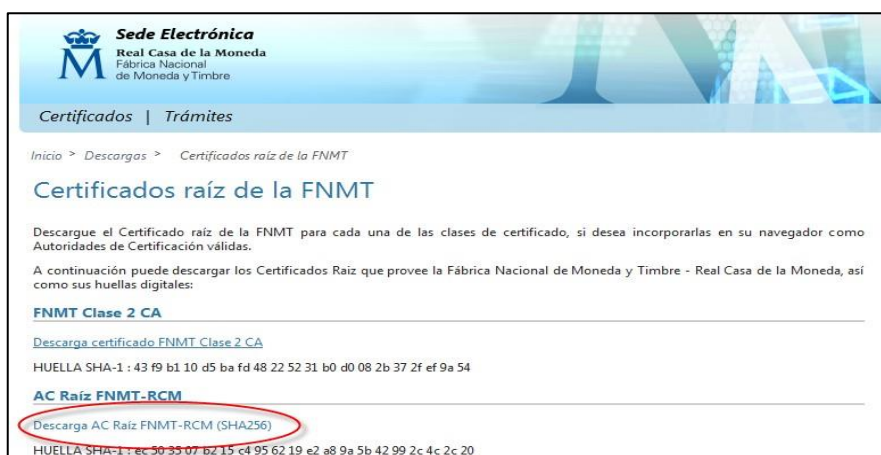 Sede Electrónica
Real Casa de la Moneda
Fábrica Nacional
de Moneda y Timbre
M
Certificados | Trámites
Inicio > Descargas > Certificados raíz de la FNMT
Certificados raíz de la FNMT
Descargue el Certificado raíz de la FNMT para cada una de las clases de certificado, si desea incorporarlas en su navegador como
Autoridades de Certificación válidas.
A continuación puede descargar los Certificados Raiz que provee la Fábrica Nacional de Moneda y Timbre - Real Casa de la Moneda, así
como sus huellas digitales:
FNMT Clase 2 CA
Descarga certificado FNMT Clase 2 CA
HUELLA SHA-1 : 43 f9 b1 10 d5 ba fd 48 22 52 31 b0 d0 08 2b 37 2f ef 9a 54
AC Raíz FNMT-RCM
Descarga AC Raíz FNMT-RCM (SHA256)
HUELLA SHA-1 : ec 50 35 07 b2 15 c4 95 62 19 e2 a8 9a 5b 42 99 2c 4c 2c 20